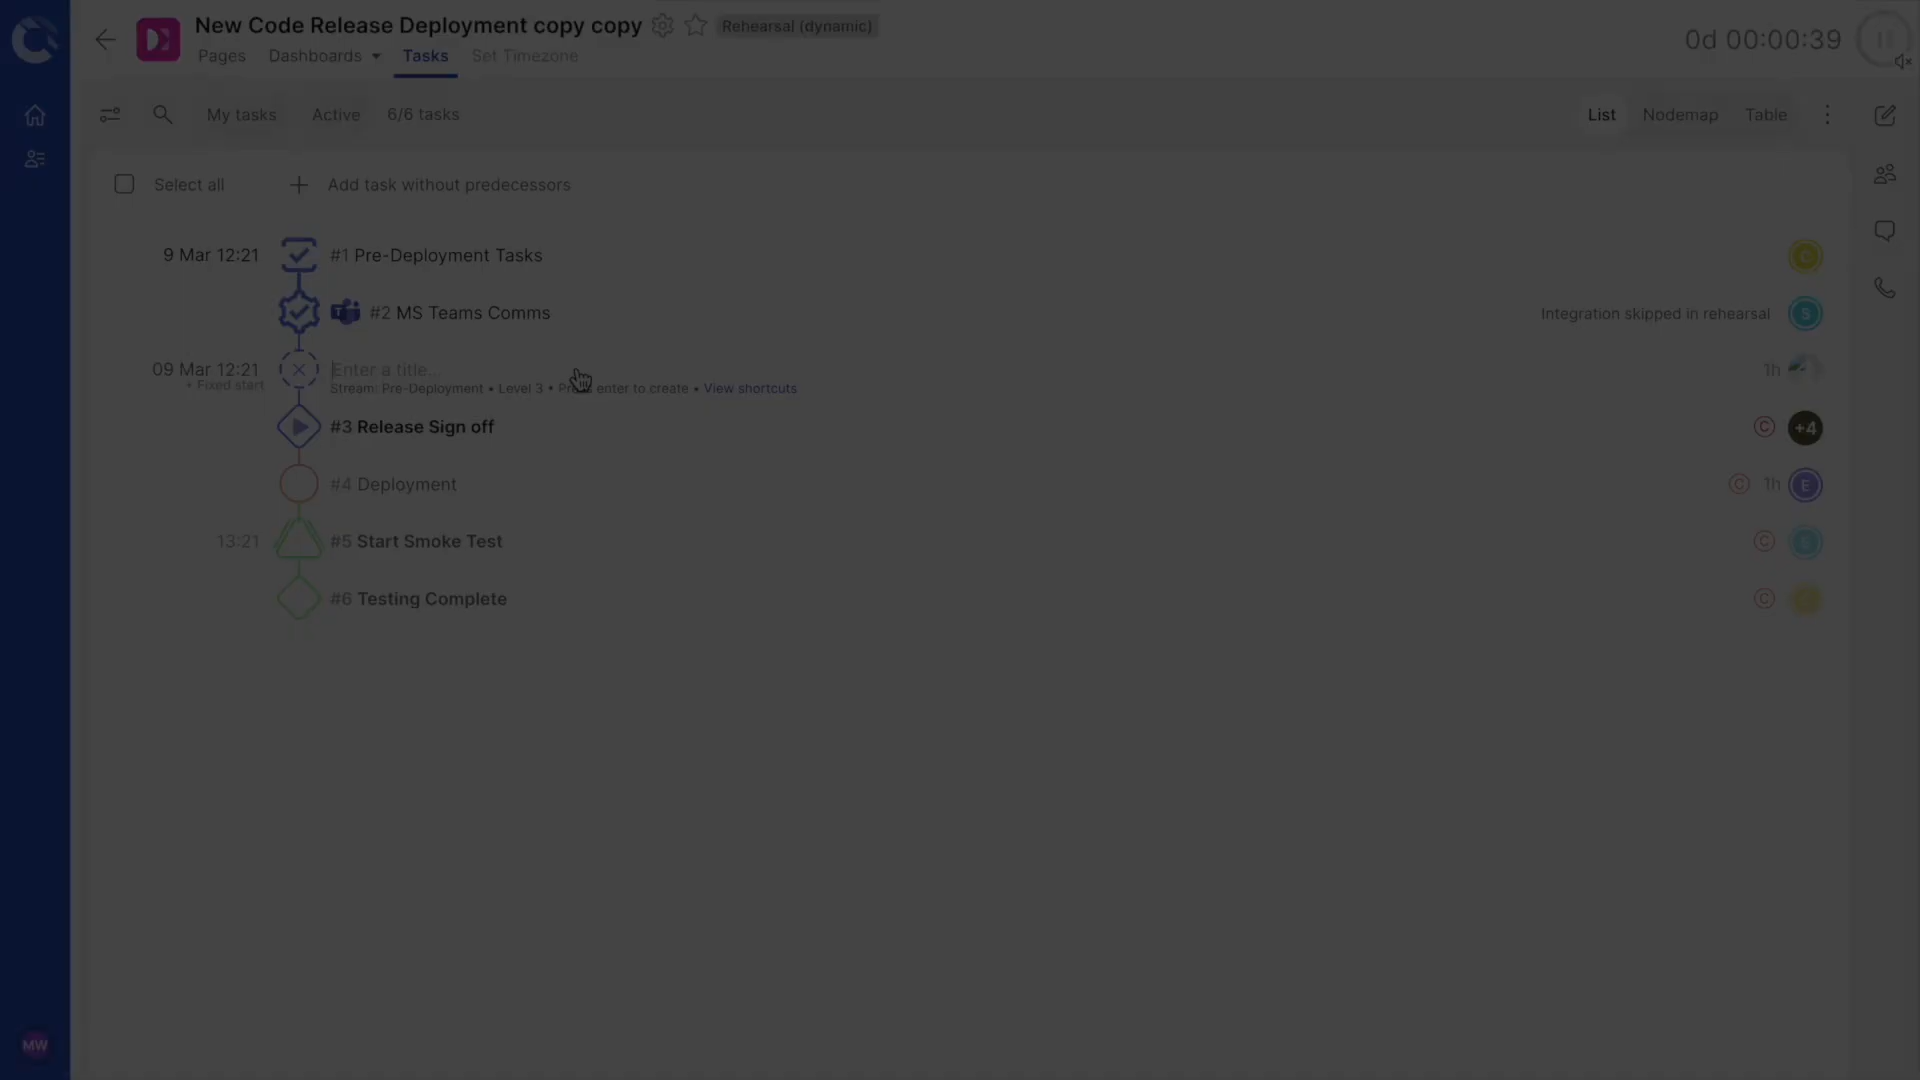 New Code Release Deployment copy copy
Rehearsal (dynamic)
0d 00:00:39
Pages
Dashboards
Tasks
Set Timezone
My tasks
Active
6/6 tasks
List
Nodemap
Table
Select all
Add task without predecessors
9 Mar 12:21
#1 Pre-Deployment Tasks
C
#2 MS Teams Comms
Integration skipped in rehearsal
S
09 Mar 12:21
• Fixed start
Enter a title...
1h
Stream: Pre-Deployment • Level 3 • enter to create • View shortcuts
#3 Release Sign off
C
+4
#4 Deployment
C
1h
E
13:21
#5 Start Smoke Test
C
#6 Testing Complete
C
MW